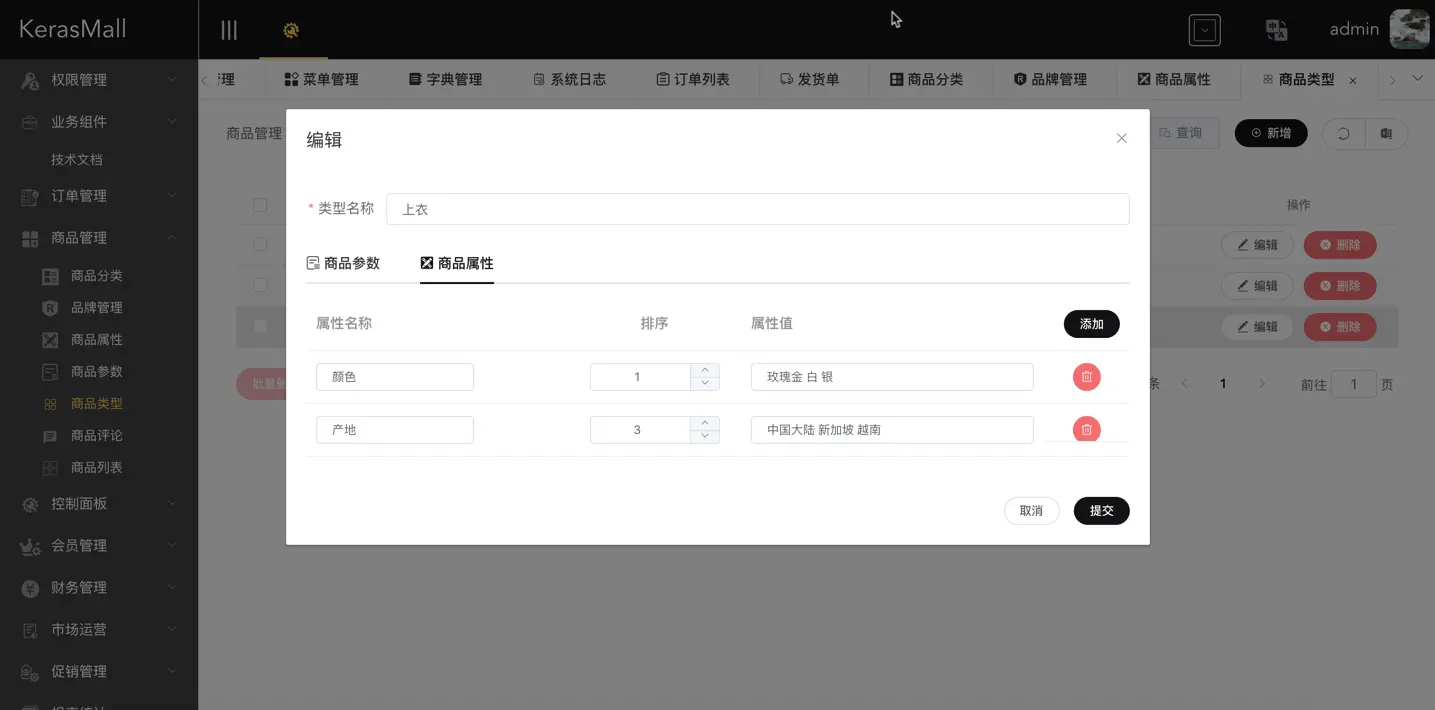 KerasMall
admin
管理
菜单管理
字典管理
系统日志
订单列表
发货单
商品分类
品牌管理
商品属性
商品类型
权限管理
业务组件
技术文档
订单管理
商品管理
商品分类
品牌管理
商品属性
商品参数
商品类型
商品评论
商品列表
控制面板
会员管理
财务管理
市场运营
促销管理
商品管理
查询
新增
操作
编辑 删除
编辑 删除
编辑 删除
批量删
条
1
前往 1 页
编辑
* 类型名称 上衣
商品参数 商品属性
属性名称 排序 属性值 添加
颜色 1 玫瑰金 白 银
产地 3 中国大陆 新加坡 越南
取消 提交